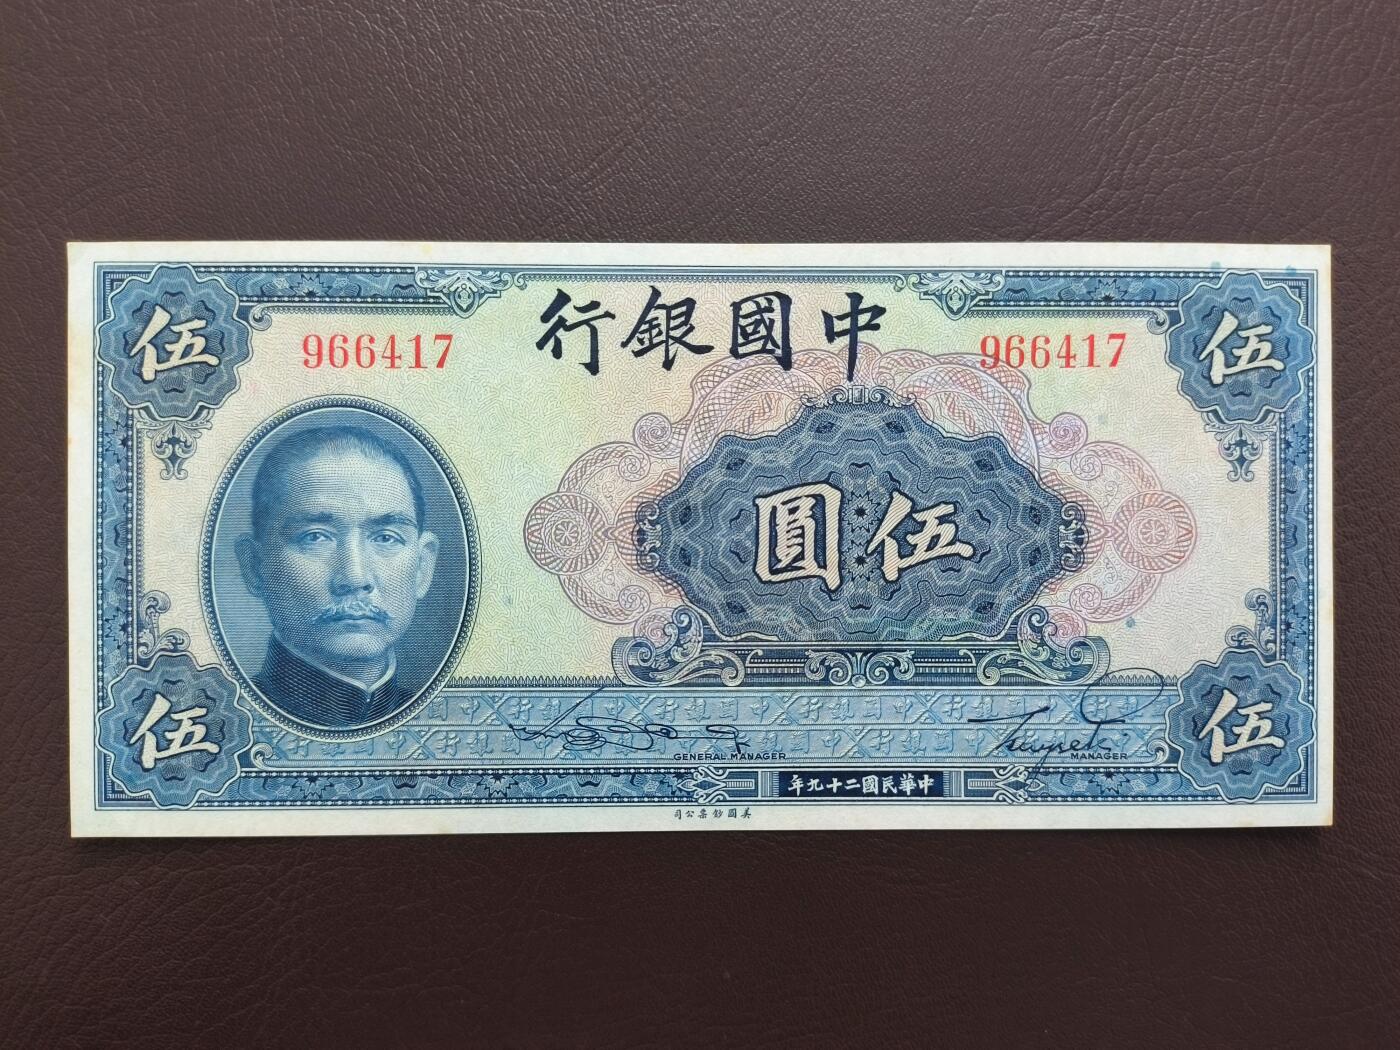 中國銀行
966417
966417
伍
伍
伍圓
伍
伍
GENERAL MANAGER
MANAGER
中華民國二十九年
美國鈔票公司